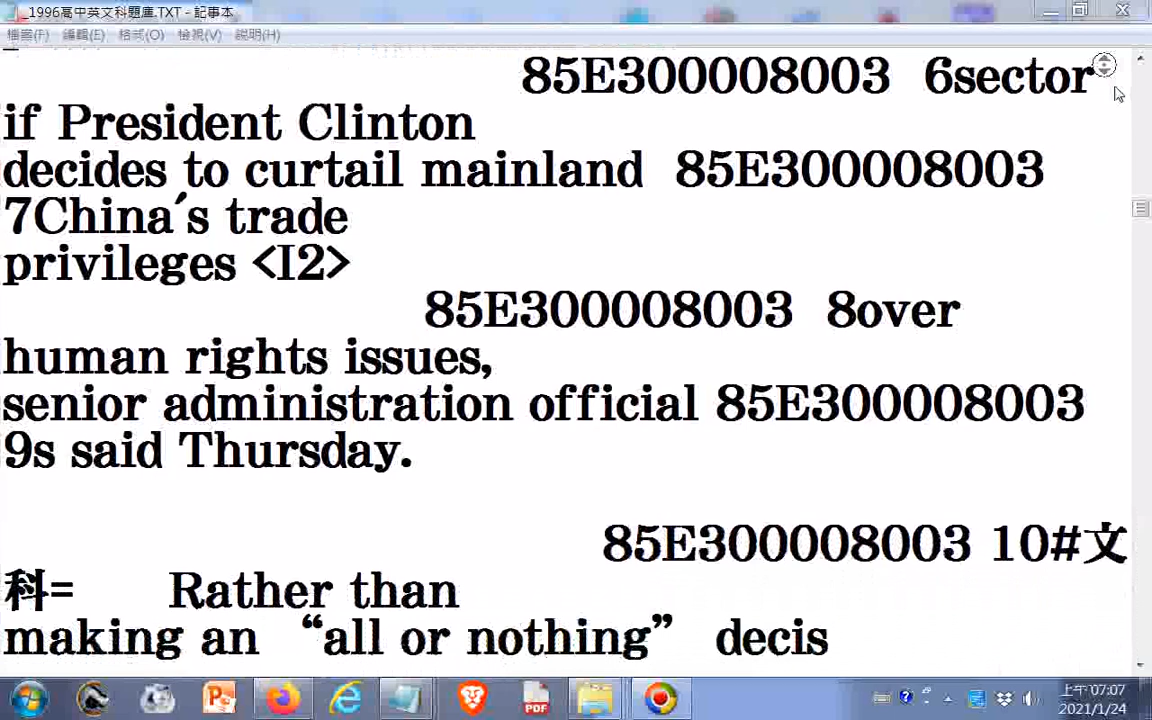 _1996高中英文科題庫.TXT - 記事本
檔案(F) 編輯(E) 格式(O) 檢視(V) 說明(H)
85E300008003 6sector
if President Clinton
decides to curtail mainland 85E300008003
7China′s trade
privileges <I2>
85E300008003 8over
human rights issues,
senior administration official 85E300008003
9s said Thursday.
85E300008003 10#文
科= Rather than
making an “all or nothing” decis
PDF
上午 07:07
2021/1/24